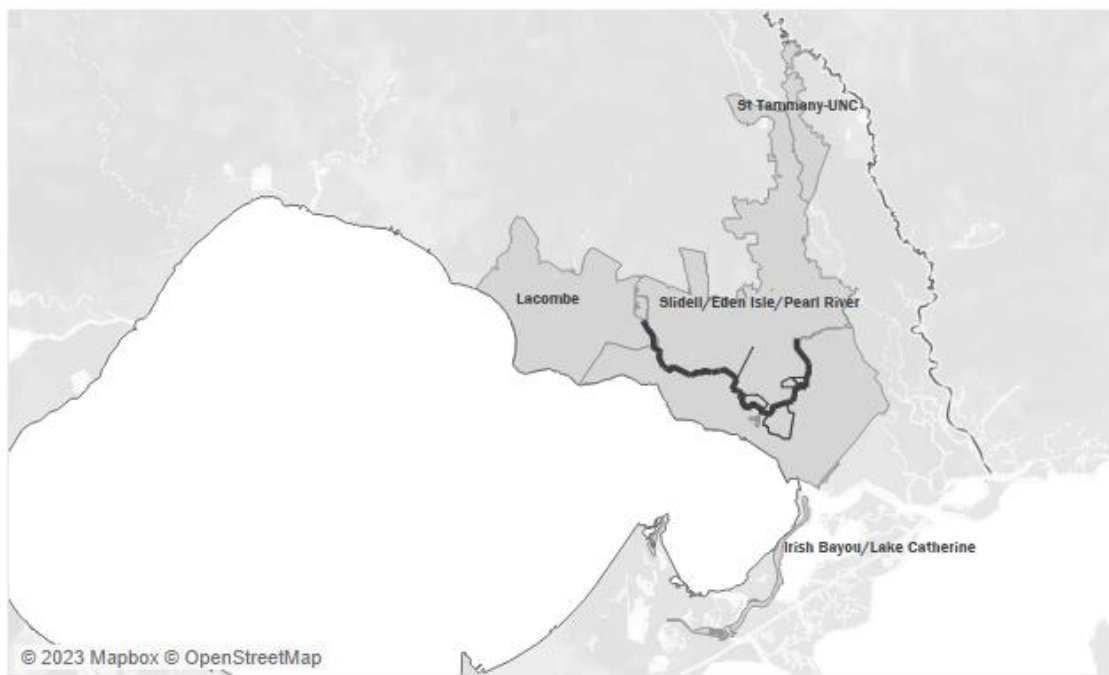 St Tammany-UNC
Lacombe
Slidell/Eden Isle/Pearl River
Irish Bayou/Lake Catherine
© 2023 Mapbox © OpenStreetMap